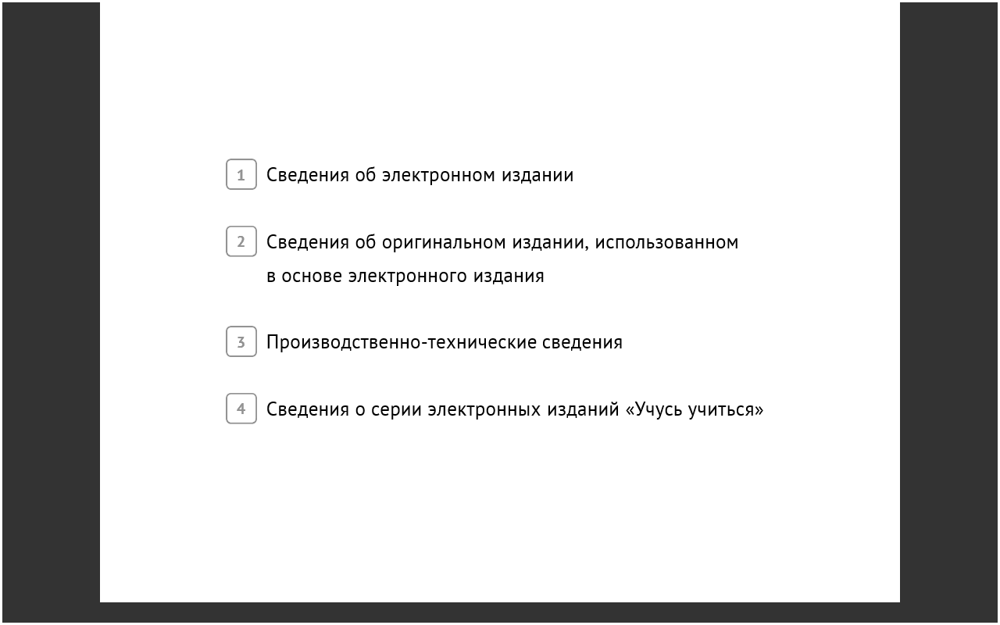 1 Сведения об электронном издании
2 Сведения об оригинальном издании, использованном
в основе электронного издания
3 Производственно-технические сведения
4 Сведения о серии электронных изданий «Учусь учиться»